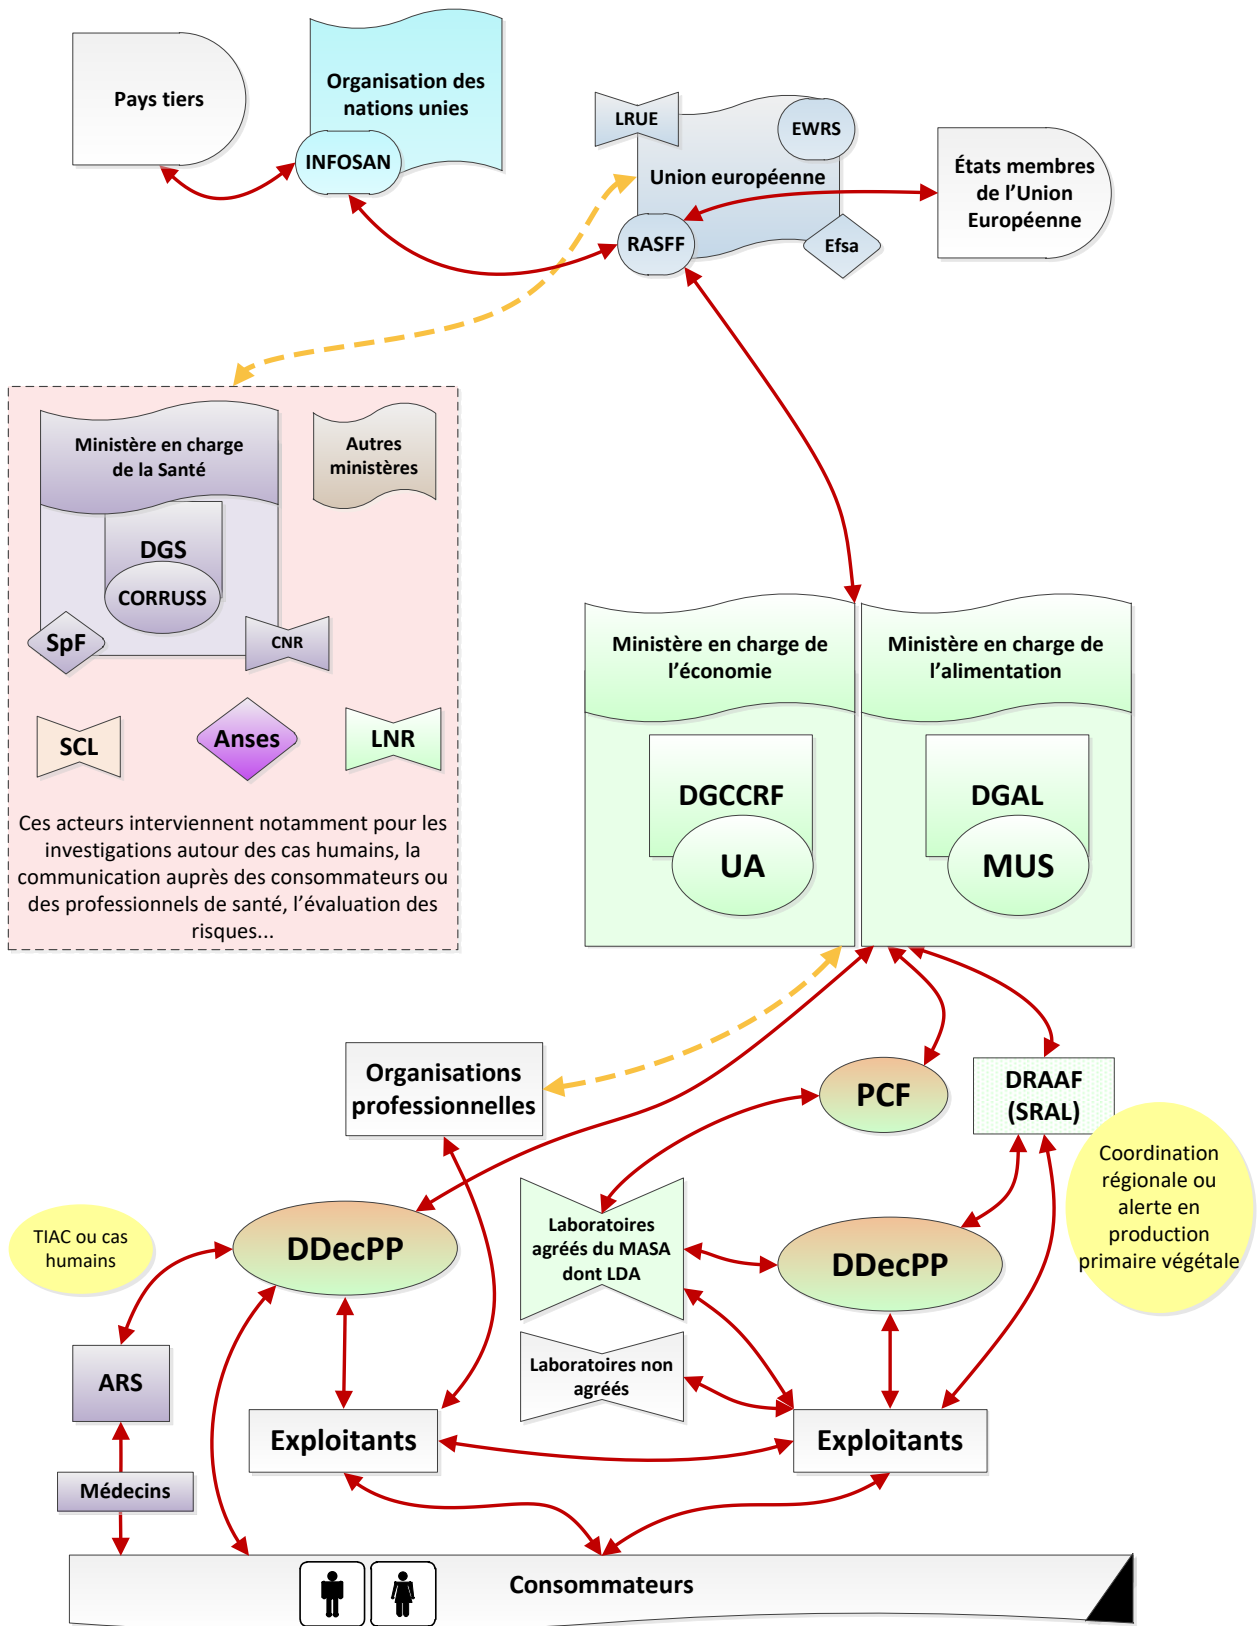 Pays tiers
Organisation des
nations unies
INFOSAN
LRUE
EWRS
Union européenne
RASFF
Efsa
États membres
de l’Union
Européenne
Ministère en charge
de la Santé
Autres
ministères
DGS
CORRUSS
SpF
CNR
SCL
Anses
LNR
Ces acteurs interviennent notamment pour les
investigations autour des cas humains, la
communication auprès des consommateurs ou
des professionnels de santé, l’évaluation des
risques...
Ministère en charge de
l’économie
Ministère en charge de
l’alimentation
DGCCRF
UA
DGAL
MUS
Organisations
professionnelles
PCF
DRAAF
(SRAL)
Coordination
régionale ou
alerte en
production
primaire végétale
TIAC ou cas
humains
DDecPP
Laboratoires
agréés du MASA
dont LDA
DDecPP
ARS
Laboratoires non
agréés
Exploitants
Exploitants
Médecins
Consommateurs